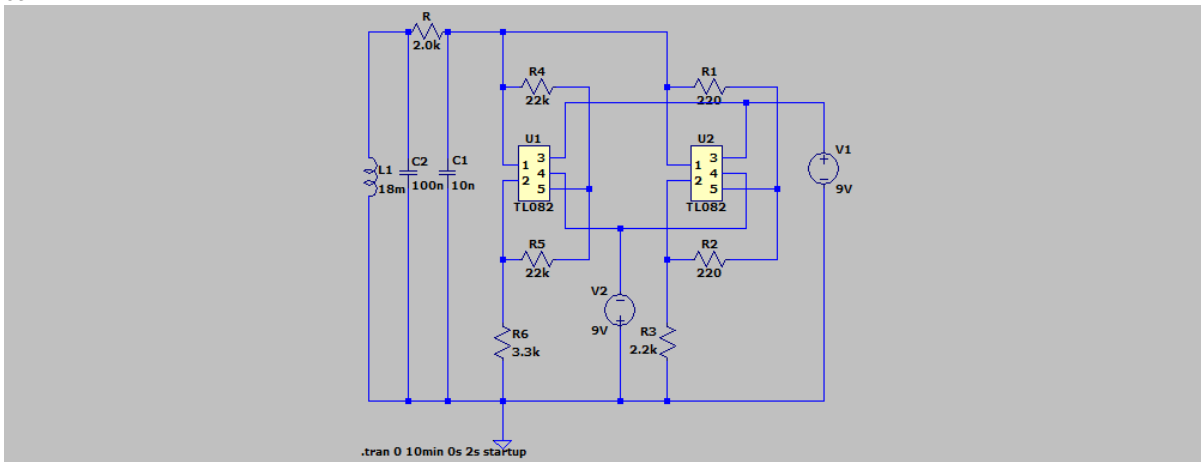 R
2.0k
R4
22k
R1
220
U1
1
2
3
4
5
TL082
U2
1
2
3
4
5
TL082
V1
9V
L1
18m
C2
100n
C1
10n
R5
22k
R2
220
V2
9V
R6
3.3k
R3
2.2k
.tran 0 10min 0s 2s startup